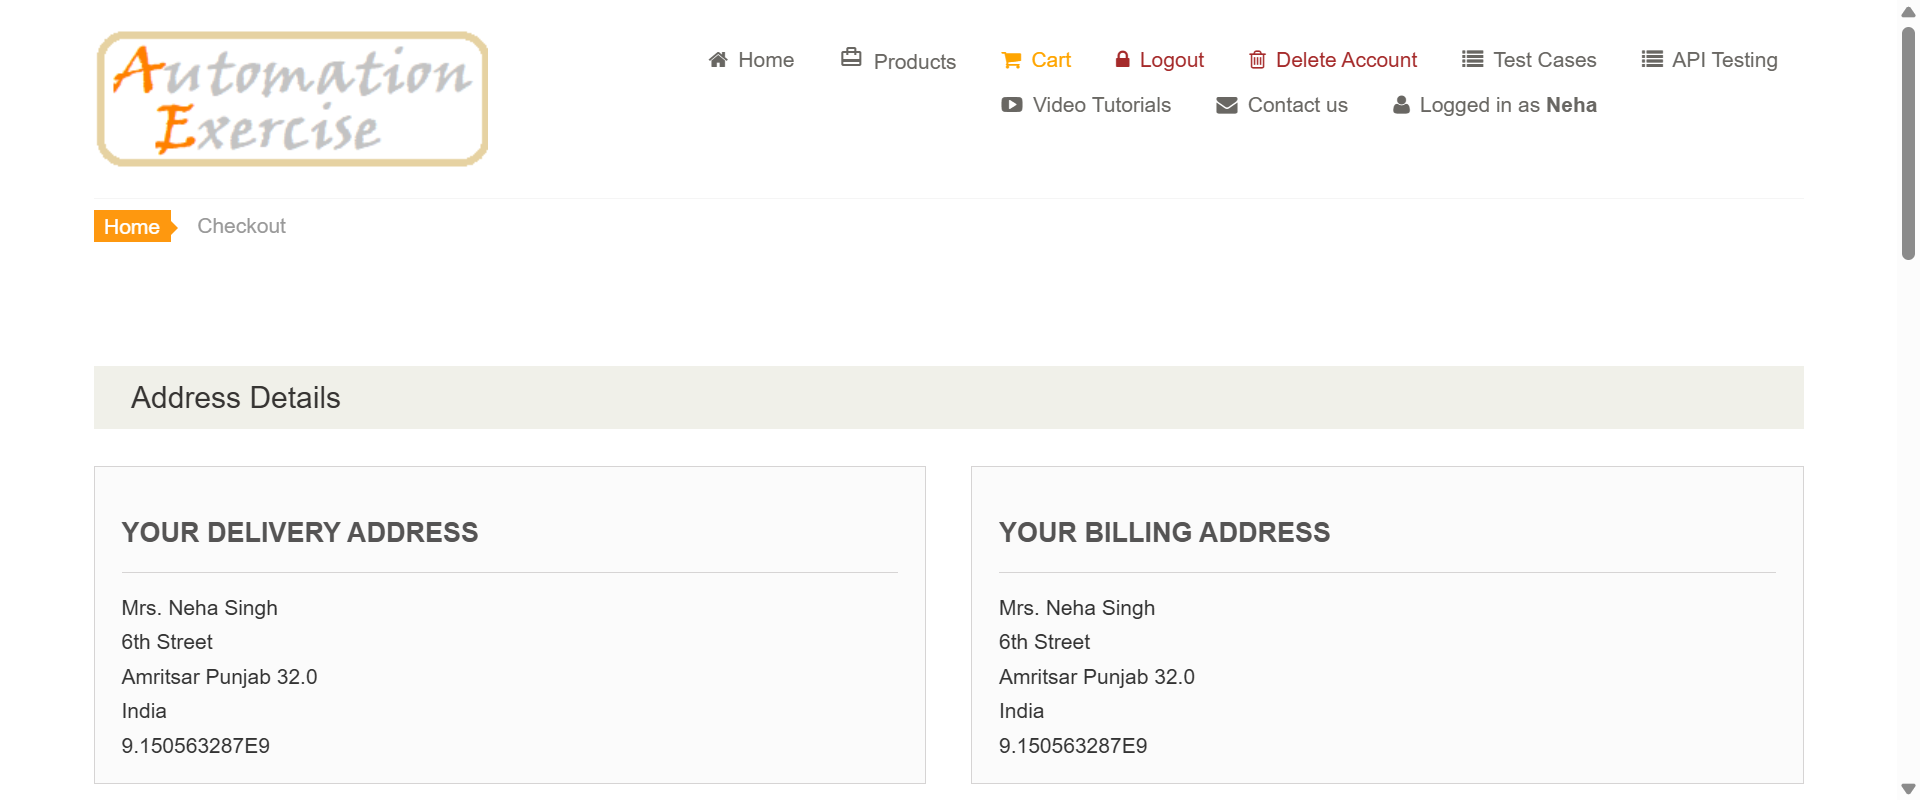 Automation
Exercise
Home Products Cart Logout Delete Account Test Cases API Testing
Video Tutorials Contact us Logged in as Neha
Home Checkout
Address Details
YOUR DELIVERY ADDRESS
Mrs. Neha Singh
6th Street
Amritsar Punjab 32.0
India
9.150563287E9
YOUR BILLING ADDRESS
Mrs. Neha Singh
6th Street
Amritsar Punjab 32.0
India
9.150563287E9